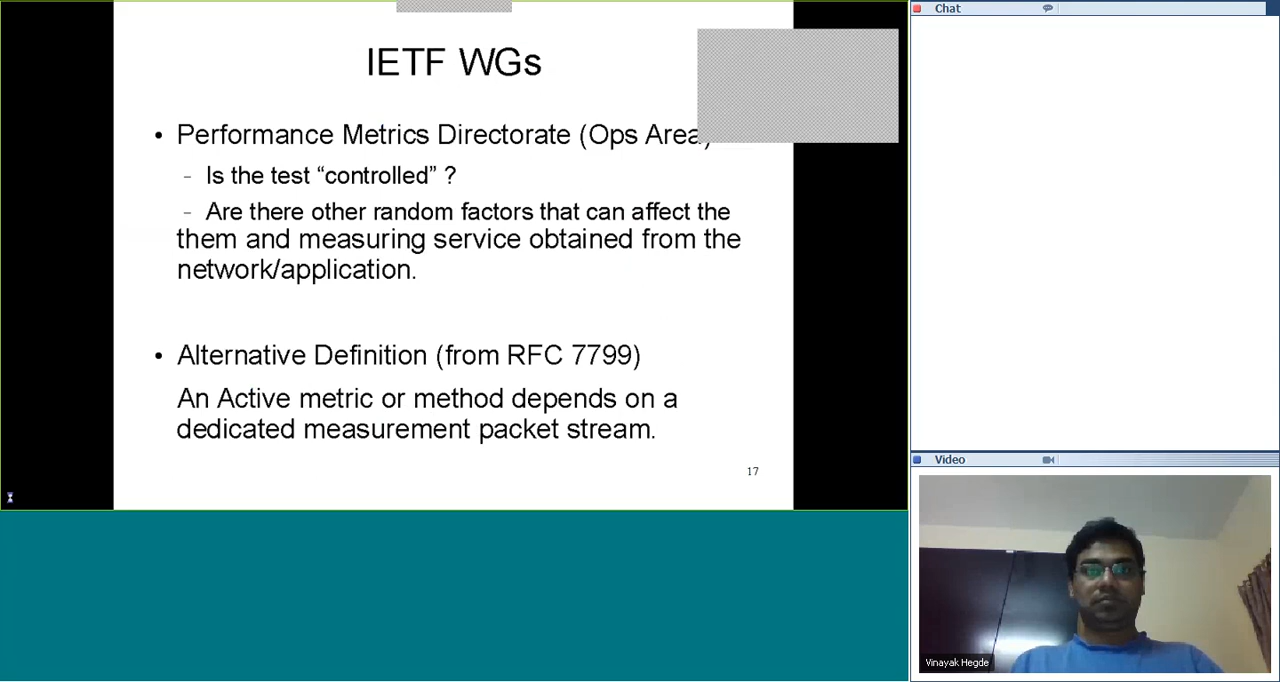 Chat
IETF WGs
• Performance Metrics Directorate (Ops Area)
- Is the test “controlled” ?
- Are there other random factors that can affect the
them and measuring service obtained from the
network/application.
• Alternative Definition (from RFC 7799)
An Active metric or method depends on a
dedicated measurement packet stream.
17
Video
Vinayak Hegde